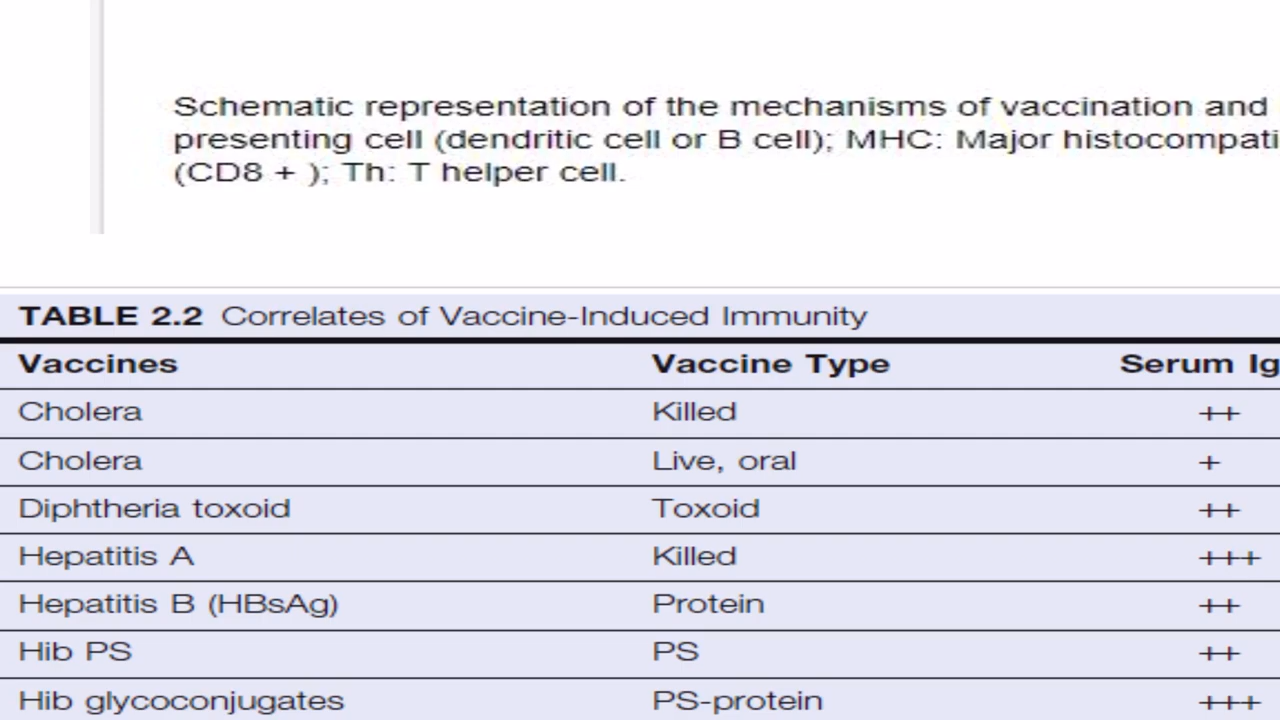 Schematic representation of the mechanisms of vaccination and
presenting cell (dendritic cell or B cell); MHC: Major histocompati
(CD8 + ); Th: T helper cell.
TABLE 2.2 Correlates of Vaccine-Induced Immunity
Vaccines Vaccine Type Serum Ig
Cholera Killed ++
Cholera Live, oral +
Diphtheria toxoid Toxoid ++
Hepatitis A Killed +++
Hepatitis B (HBsAg) Protein ++
Hib PS PS ++
Hib glycoconjugates PS-protein +++